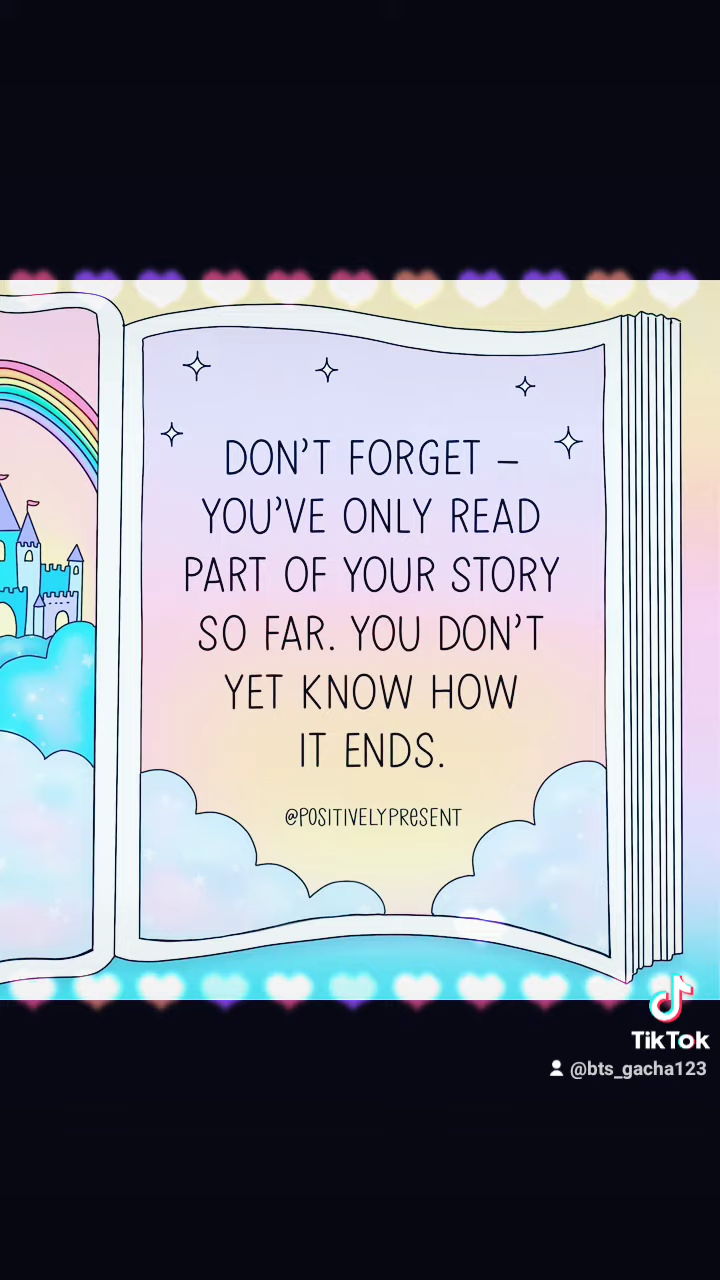 DON'T FORGET –
YOU'VE ONLY READ
PART OF YOUR STORY
SO FAR. YOU DON'T
YET KNOW HOW
IT ENDS.
@POSITIVELYPRESENT
TikTok
@bts_gacha123